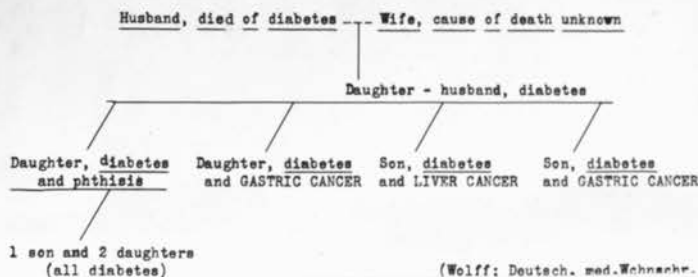 Husband, died of diabetes --- Wife, cause of death unknown
Daughter - husband, diabetes
Daughter, diabetes and phthisis
Daughter, diabetes and GASTRIC CANCER
Son, diabetes and LIVER CANCER
Son, diabetes and GASTRIC CANCER
1 son and 2 daughters
(all diabetes)
(Wolff: Deutsch. med.Wchnschr.